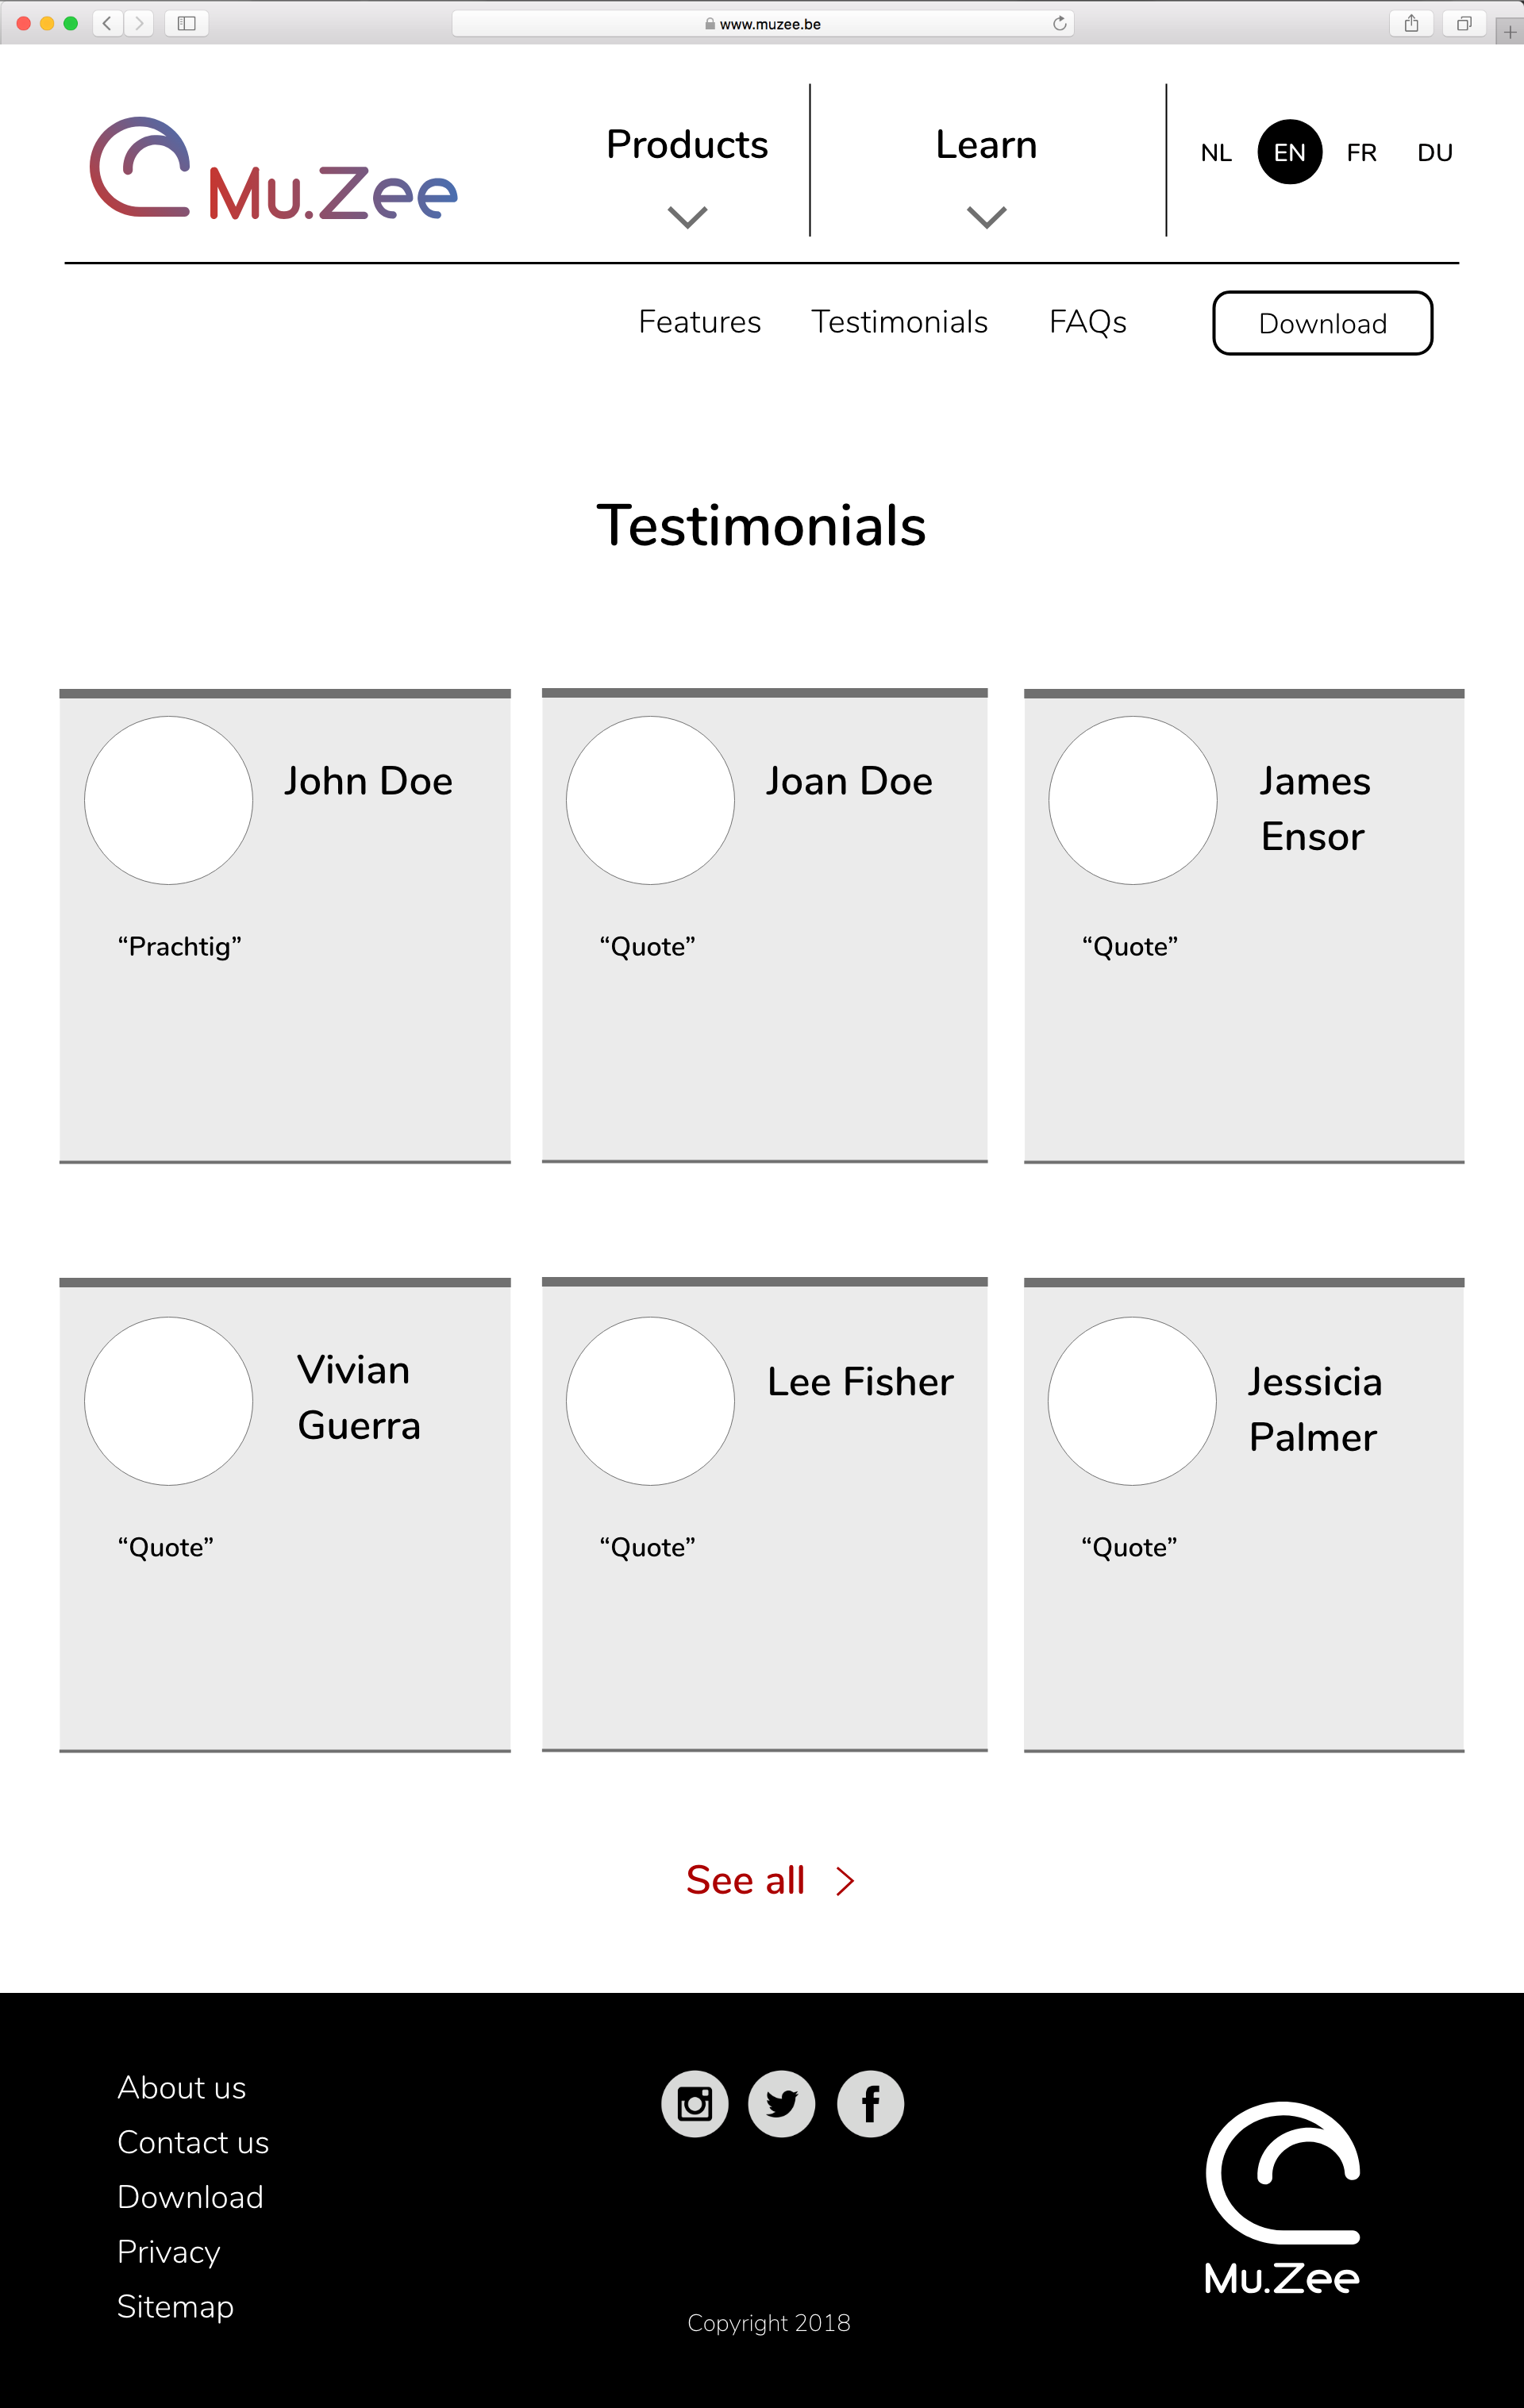 www.muzee.be
Mu.Zee
Products
Learn
NL EN FR DU
Features Testimonials FAQs Download
Testimonials
John Doe
“Prachtig”
Joan Doe
“Quote”
James
Ensor
“Quote”
Vivian
Guerra
“Quote”
Lee Fisher
“Quote”
Jessicia
Palmer
“Quote”
See all
About us
Contact us
Download
Privacy
Sitemap
Copyright 2018
Mu.Zee